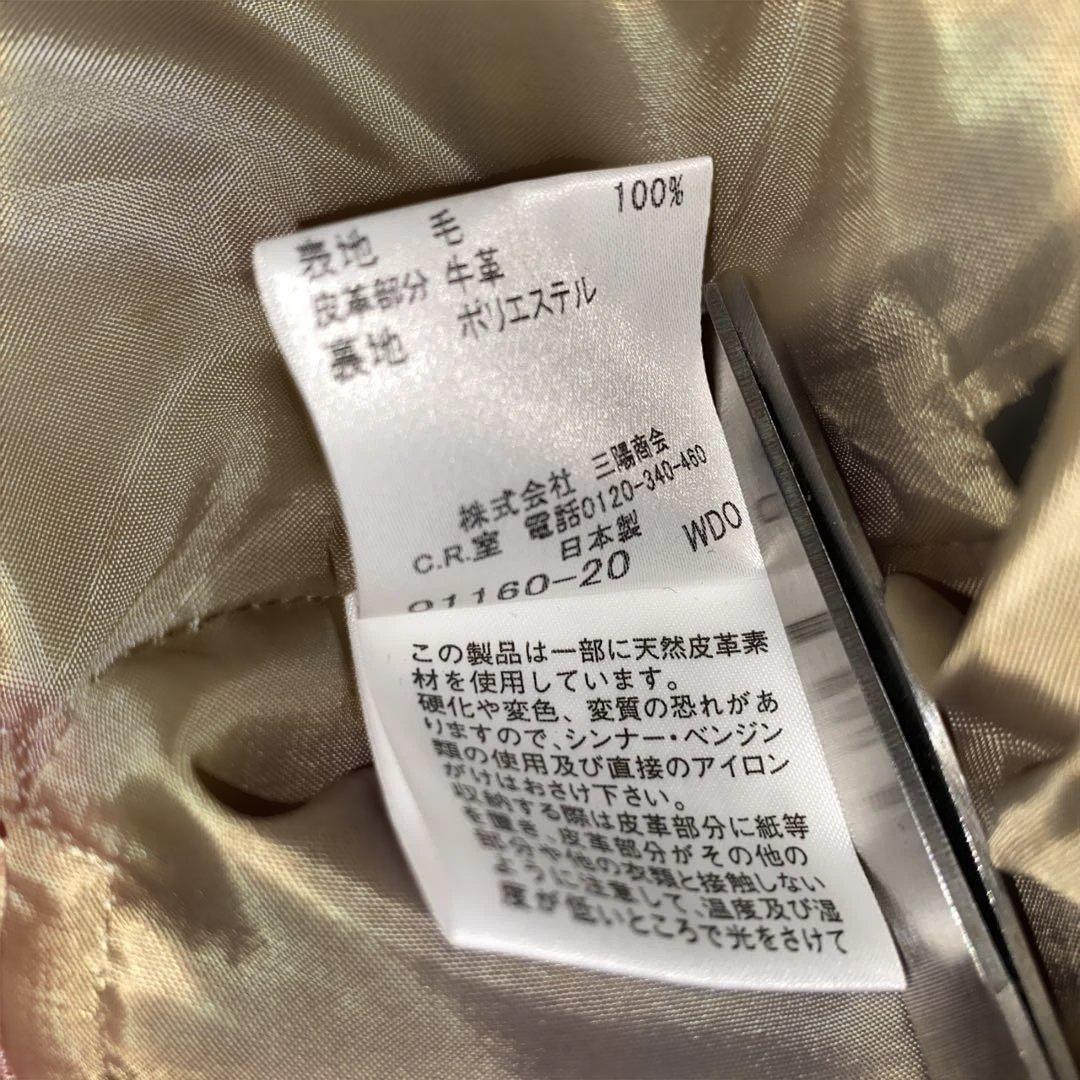 表地 毛 100%
皮革部分 牛革
裏地 ポリエステル
株式会社 三陽商会
C.R.室 電話0120-340-460
日本製 WDO
01160-20
この製品は一部に天然皮革素
材を使用しています。
硬化や変色、変質の恐れがあ
りますので、シンナー・ベンジン
類の使用及び直接のアイロン
がけはおさけ下さい。
収納する際は皮革部分に紙等
を置き、皮革部分がその他の
部分や他の衣類と接触しない
ように注意して、温度及び湿
度が低いところで光をさけて